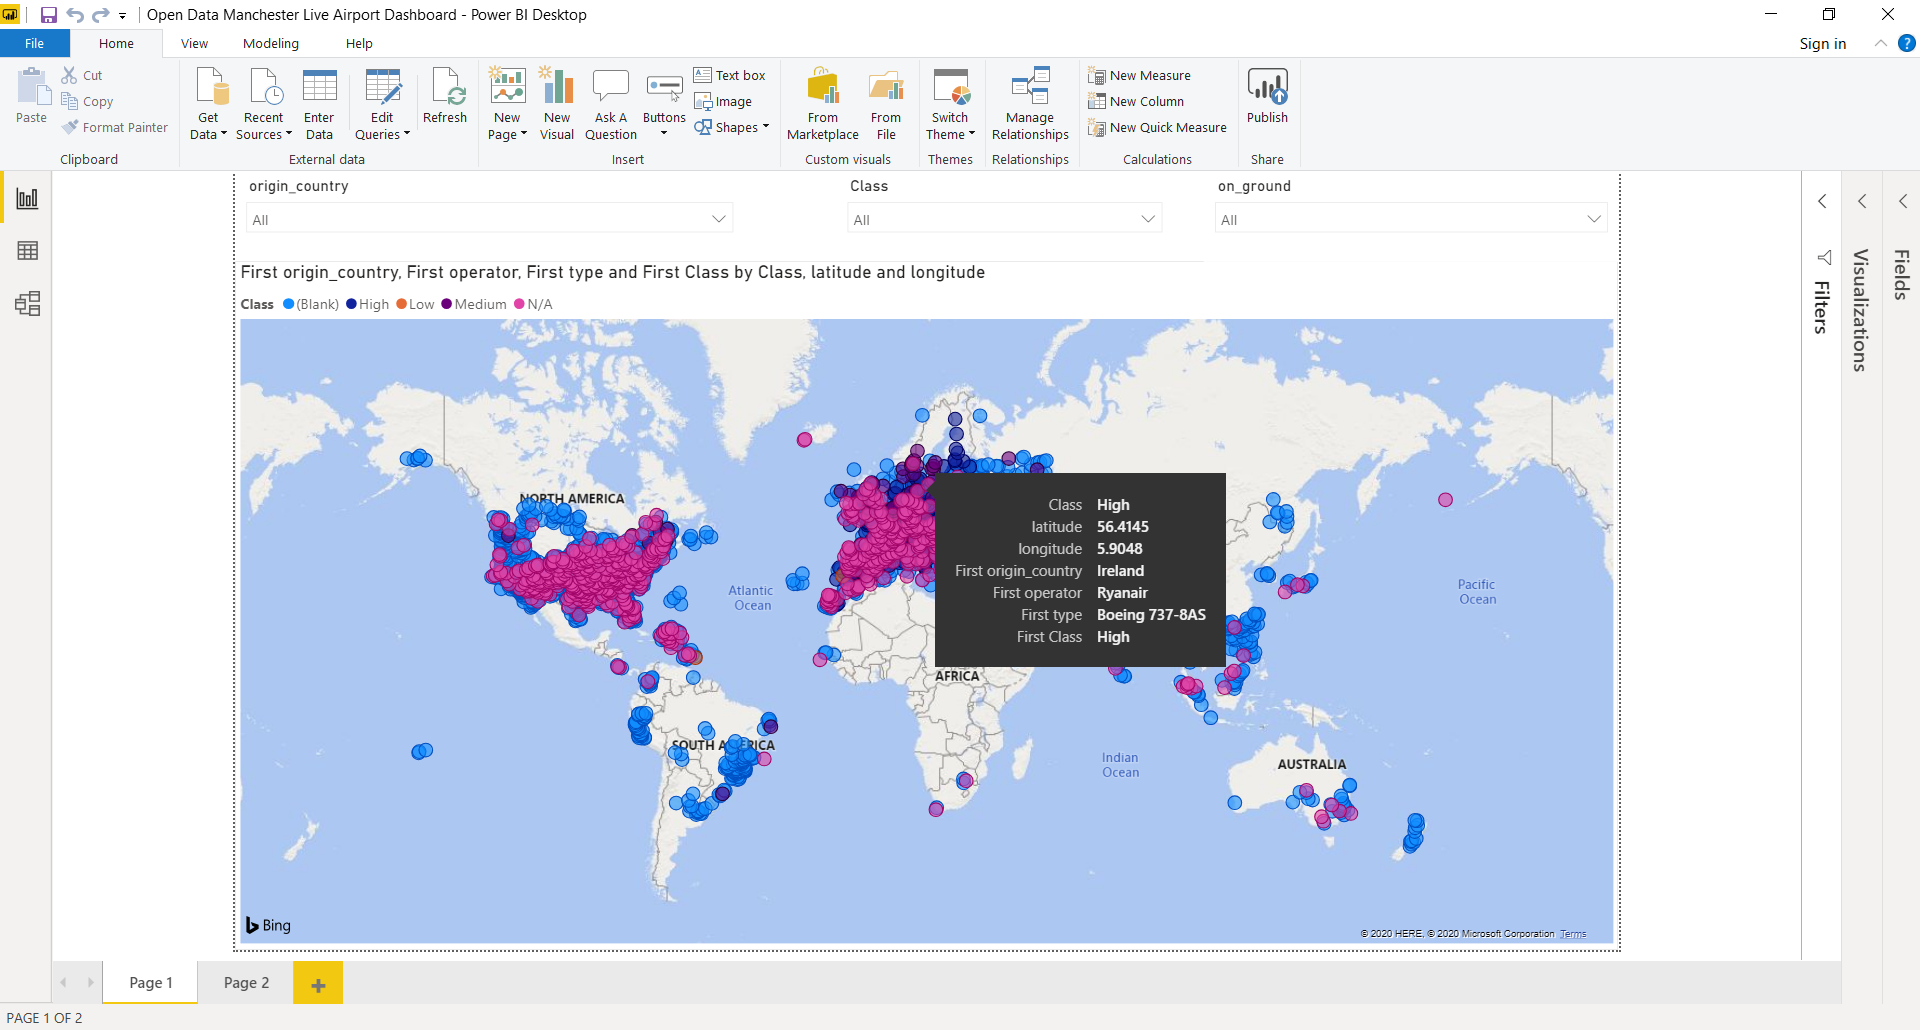 Open Data Manchester Live Airport Dashboard - Power BI Desktop
File Home View Modeling Help Sign in ?
Paste
Cut
Copy
Format Painter
Clipboard
Get Data
Recent Sources
Enter Data
Edit Queries
Refresh
External data
New Page
New Visual
Ask A Question
Buttons
Text box
Image
Shapes
Insert
From Marketplace
From File
Custom visuals
Switch Theme
Themes
Manage Relationships
Relationships
New Measure
New Column
New Quick Measure
Calculations
Publish
Share
origin_country
All
Class
All
on_ground
All
First origin_country, First operator, First type and First Class by Class, latitude and longitude
Class (Blank) High Low Medium N/A
NORTH AMERICA
Atlantic
Ocean
SOUTH AMERICA
AFRICA
Indian
Ocean
AUSTRALIA
Pacific
Ocean
Class High
latitude 56.4145
longitude 5.9048
First origin_country Ireland
First operator Ryanair
First type Boeing 737-8AS
First Class High
Bing
© 2020 HERE, © 2020 Microsoft Corporation Terms
Filters
Visualizations
Fields
Page 1
Page 2
+
PAGE 1 OF 2